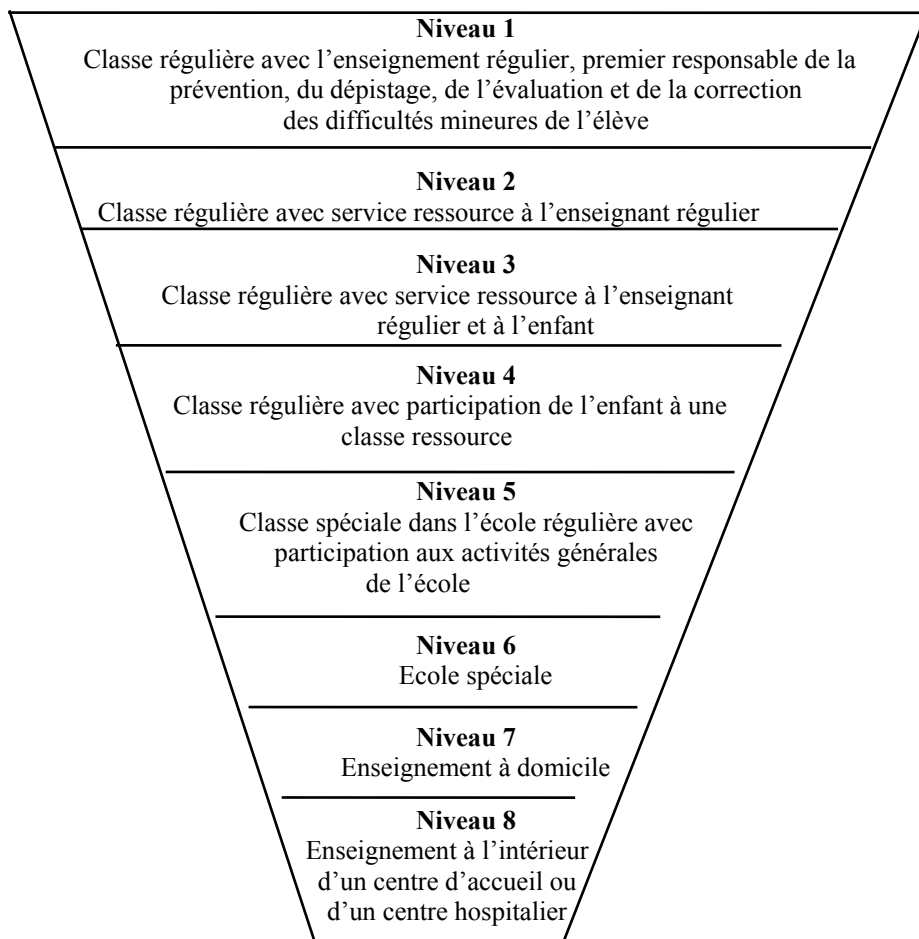 Niveau 1
Classe régulière avec l’enseignement régulier, premier responsable de la
prévention, du dépistage, de l’évaluation et de la correction
des difficultés mineures de l’élève
Niveau 2
Classe régulière avec service ressource à l’enseignant régulier
Niveau 3
Classe régulière avec service ressource à l’enseignant
régulier et à l’enfant
Niveau 4
Classe régulière avec participation de l’enfant à une
classe ressource
Niveau 5
Classe spéciale dans l’école régulière avec
participation aux activités générales
de l’école
Niveau 6
Ecole spéciale
Niveau 7
Enseignement à domicile
Niveau 8
Enseignement à l’intérieur
d’un centre d’accueil ou
d’un centre hospitalier